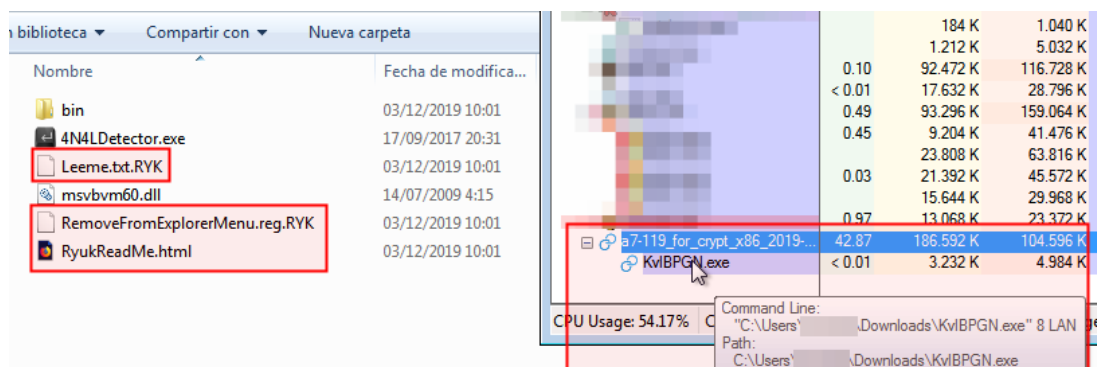 biblioteca ▼ Compartir con ▼ Nueva carpeta
Nombre Fecha de modifica...
bin 03/12/2019 10:01
4N4LDetector.exe 17/09/2017 20:31
Leeme.txt.RYK 03/12/2019 10:01
msvbvm60.dll 14/07/2009 4:15
RemoveFromExplorerMenu.reg.RYK 03/12/2019 10:01
RyukReadMe.html 03/12/2019 10:01
184 K 1.040 K
1.212 K 5.032 K
0.10 92.472 K 116.728 K
< 0.01 17.632 K 28.796 K
0.49 93.296 K 159.064 K
0.45 9.204 K 41.476 K
23.808 K 63.816 K
0.03 21.392 K 45.572 K
15.644 K 29.968 K
0.97 13.068 K 23.372 K
a7-119_for_crypt_x86_2019-... 42.87 186.592 K 104.596 K
KvIBPGN.exe < 0.01 3.232 K 4.984 K
CPU Usage: 54.17% C
Command Line:
"C:\Users\ \Downloads\KvIBPGN.exe" 8 LAN
Path:
C:\Users\ \Downloads\KvIBPGN.exe